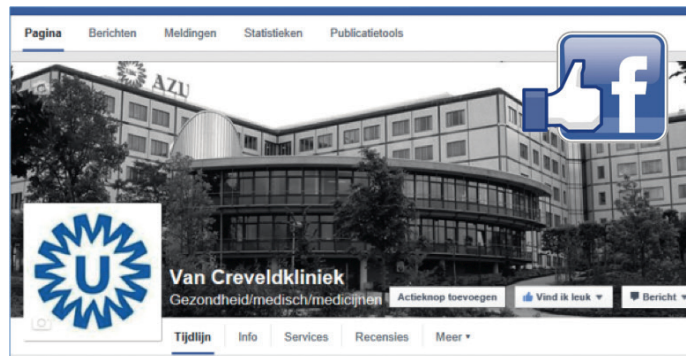 Pagina Berichten Meldingen Statistieken Publicatietools
AZU
f
U
Van Creveldkliniek
Gezondheid/medisch/medicijnen
Actieknop toevoegen Vind ik leuk Bericht
Tijdlijn Info Services Recensies Meer